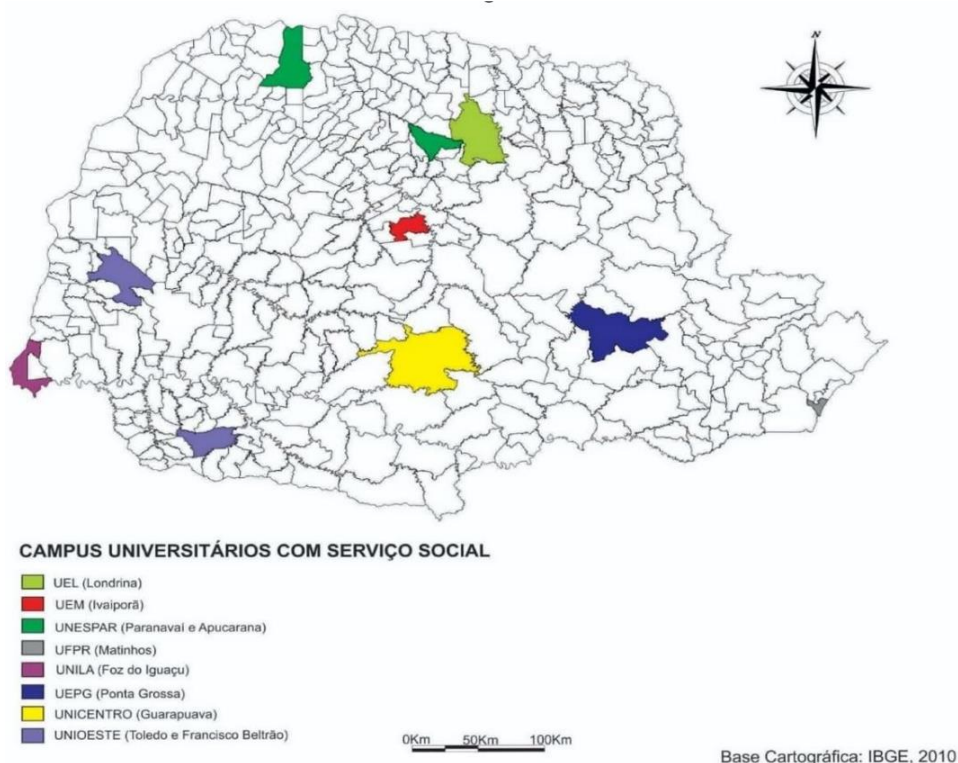 N
CAMPUS UNIVERSITÁRIOS COM SERVIÇO SOCIAL
UEL (Londrina)
UEM (Ivaiporã)
UNESPAR (Paranavaí e Apucarana)
UFPR (Matinhos)
UNILA (Foz do Iguaçu)
UEPG (Ponta Grossa)
UNICENTRO (Guarapuava)
UNIOESTE (Toledo e Francisco Beltrão)
0Km 50Km 100Km
Base Cartográfica: IBGE, 2010